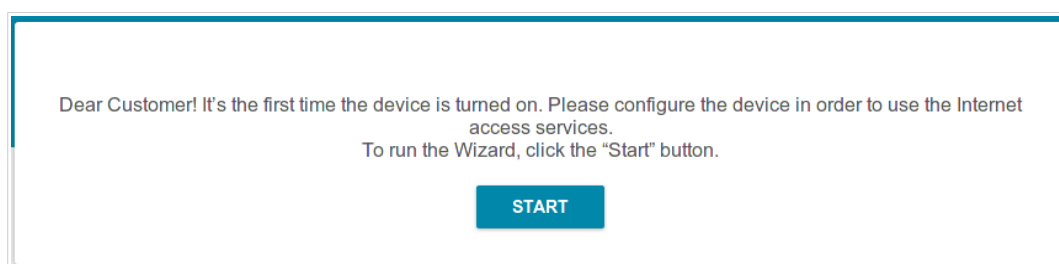 Dear Customer! It's the first time the device is turned on. Please configure the device in order to use the Internet
access services.
To run the Wizard, click the “Start” button.
START